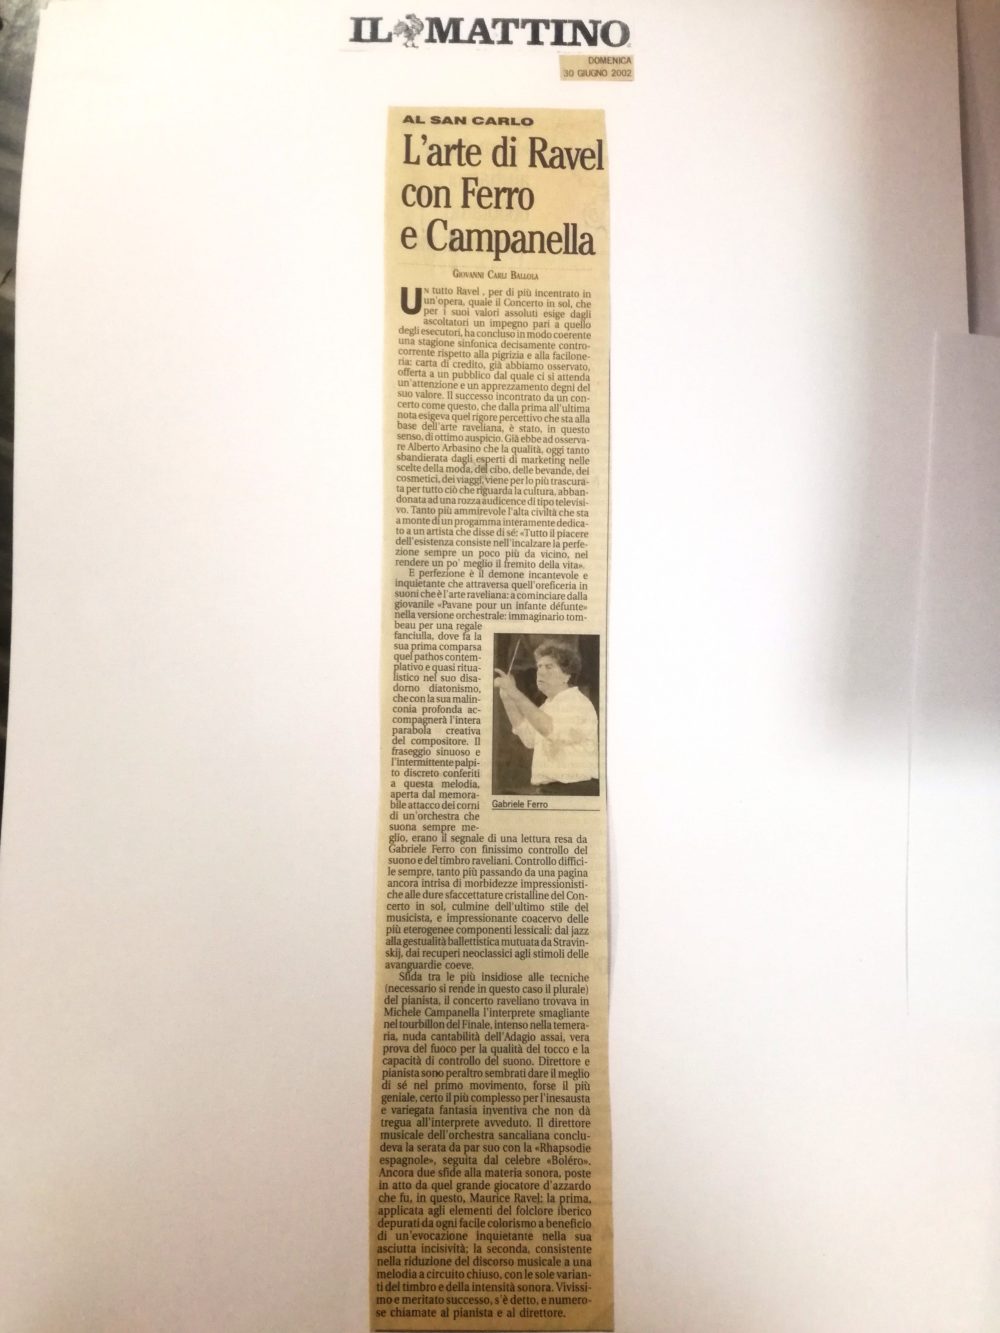 IL MATTINO
DOMENICA
30 GIUGNO 2002
AL SAN CARLO
L'arte di Ravel
con Ferro
e Campanella
GIOVANNI CARLI BALLOLA
UN tutto Ravel, per di più incentrato in
un'opera, quale il Concerto in sol, che
per i suoi valori assoluti esige dagli
ascoltatori un impegno pari a quello
degli esecutori, ha concluso in modo coerente
una stagione sinfonica decisamente contro-
corrente rispetto alla pigrizia e alla facilone-
ria: carta di credito, già abbiamo osservato,
offerta a un pubblico dal quale ci si attenda
un'attenzione e un apprezzamento degni del
suo valore. Il successo incontrato da un con-
certo come questo, che dalla prima all'ultima
nota esigeva quel rigore percettivo che sta alla
base dell'arte raveliana, è stato, in questo
senso, di ottimo auspicio. Già ebbe ad osserva-
re Alberto Arbasino che la qualità, oggi tanto
sbandierata dagli esperti di marketing nelle
scelte della moda, del cibo, delle bevande, dei
cosmetici, dei viaggi, viene per lo più trascura-
ta per tutto ciò che riguarda la cultura, abban-
donata ad una rozza audicence di tipo televisi-
vo. Tanto più ammirevole l'alta civiltà che sta
a monte di un progamma interamente dedica-
to a un artista che disse di sé: «Tutto il piacere
dell'esistenza consiste nell'incalzare la perfe-
zione sempre un poco più da vicino, nel
rendere un po' meglio il fremito della vita».
E perfezione è il demone incantevole e
inquietante che attraversa quell'oreficeria in
suoni che è l'arte raveliana: a cominciare dalla
giovanile «Pavane pour un infante défunte»
nella versione orchestrale: immaginario tom-
beau per una regale
fanciulla, dove fa la
sua prima comparsa
quel pathos contem-
plativo e quasi ritua-
listico nel suo disa-
dorno diatonismo,
che con la sua malin-
conia profonda ac-
compagnerà l'intera
parabola creativa
del compositore. Il
fraseggio sinuoso e
l'intermittente palpi-
to discreto conferiti
a questa melodia,
aperta dal memora-
bile attacco dei corni
di un'orchestra che
suona sempre me-
Gabriele Ferro
glio, erano il segnale di una lettura resa da
Gabriele Ferro con finissimo controllo del
suono e del timbro raveliani. Controllo diffici-
le sempre, tanto più passando da una pagina
ancora intrisa di morbidezze impressionisti-
che alle dure sfaccettature cristalline del Con-
certo in sol, culmine dell'ultimo stile del
musicista, e impressionante coacervo delle
più eterogenee componenti lessicali: dal jazz
alla gestualità ballettistica mutuata da Stravin-
skij, dai recuperi neoclassici agli stimoli delle
avanguardie coeve.
Sfida tra le più insidiose alle tecniche
(necessario si rende in questo caso il plurale)
del pianista, il concerto raveliano trovava in
Michele Campanella l'interprete smagliante
nel tourbillon del Finale, intenso nella temera-
ria, nuda cantabilità dell'Adagio assai, vera
prova del fuoco per la qualità del tocco e la
capacità di controllo del suono. Direttore e
pianista sono peraltro sembrati dare il meglio
di sé nel primo movimento, forse il più
geniale, certo il più complesso per l'inesausta
e variegata fantasia inventiva che non dà
tregua all'interprete avveduto. Il direttore
musicale dell'orchestra sancaliana conclu-
deva la serata da par suo con la «Rhapsodie
espagnole», seguita dal celebre «Boléro».
Ancora due sfide alla materia sonora, poste
in atto da quel grande giocatore d'azzardo
che fu, in questo, Maurice Ravel: la prima,
applicata agli elementi del folclore iberico
depurati da ogni facile colorismo a beneficio
di un'evocazione inquietante nella sua
asciutta incisività; la seconda, consistente
nella riduzione del discorso musicale a una
melodia a circuito chiuso, con le sole varian-
ti del timbro e della intensità sonora. Vivissi-
mo e meritato successo, s'è detto, e numero-
se chiamate al pianista e al direttore.